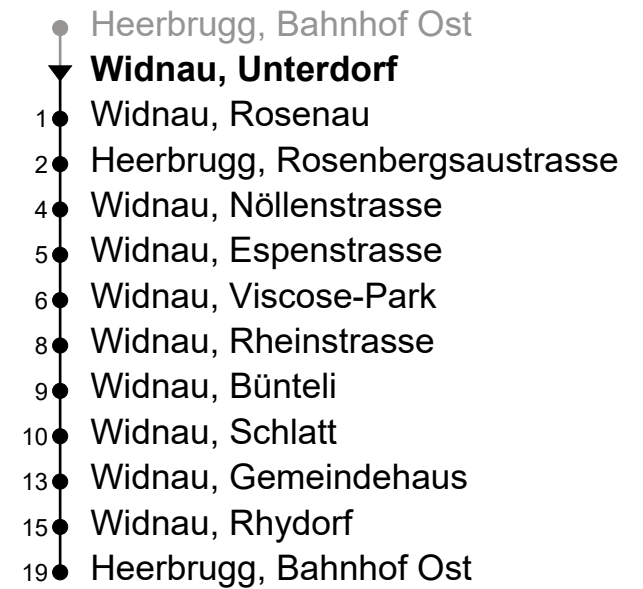 Heerbrugg, Bahnhof Ost
Widnau, Unterdorf
1 Widnau, Rosenau
2 Heerbrugg, Rosenbergsaustrasse
4 Widnau, Nöllenstrasse
5 Widnau, Espenstrasse
6 Widnau, Viscose-Park
8 Widnau, Rheinstrasse
9 Widnau, Bünteli
10 Widnau, Schlatt
13 Widnau, Gemeindehaus
15 Widnau, Rhydorf
19 Heerbrugg, Bahnhof Ost